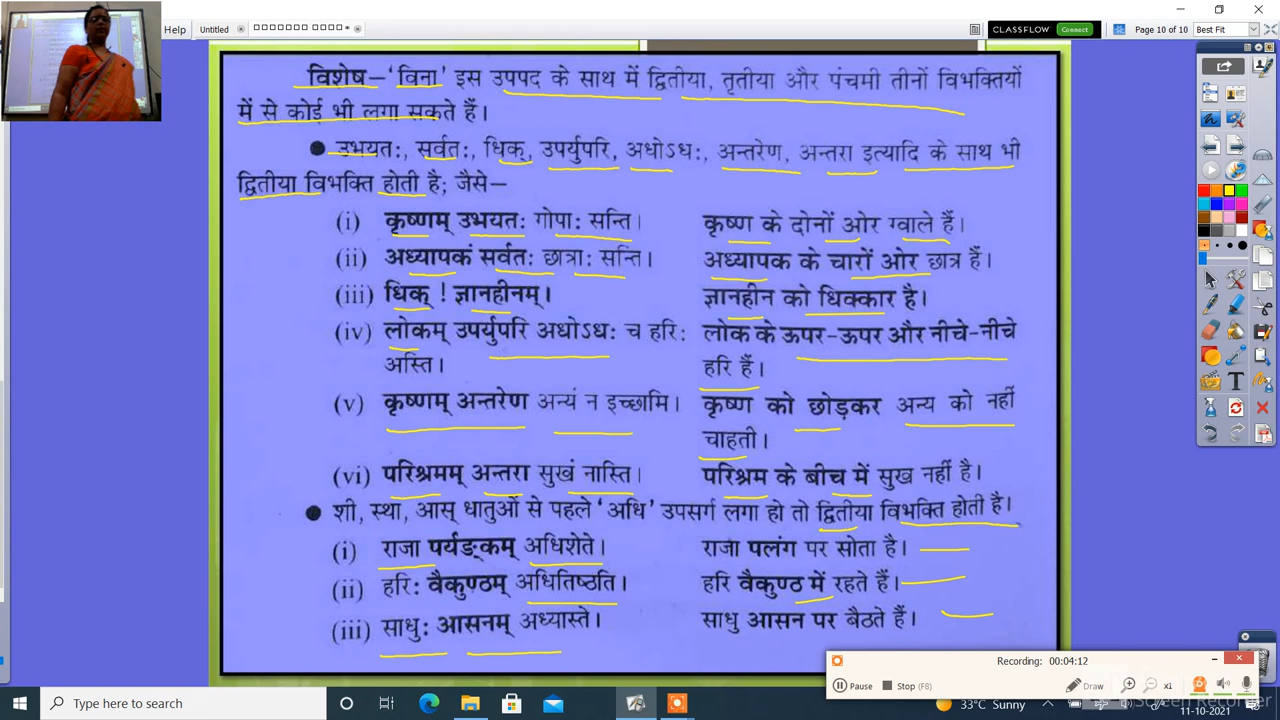 Help
Untitled
Page 10 of 10
Best Fit
CLASSFLOW Connect
विशेष–'विना' इस उपपद के साथ में द्वितीया, तृतीया और पंचमी तीनों विभक्तियों
में से कोई भी लगा सकते हैं।
● उभयतः, सर्वतः, धिक्, उपर्युपरि, अधोऽधः, अन्तरेण, अन्तरा इत्यादि के साथ भी
द्वितीया विभक्ति होती है; जैसे–
(i) कृष्णम् उभयतः गोपाः सन्ति। कृष्ण के दोनों ओर ग्वाले हैं।
(ii) अध्यापकं सर्वतः छात्राः सन्ति। अध्यापक के चारों ओर छात्र हैं।
(iii) धिक् ! ज्ञानहीनम्। ज्ञानहीन को धिक्कार है।
(iv) लोकम् उपर्युपरि अधोऽधः च हरिः लोक के ऊपर-ऊपर और नीचे-नीचे
अस्ति। हरि हैं।
(v) कृष्णम् अन्तरेण अन्यं न इच्छामि। कृष्ण को छोड़कर अन्य को नहीं
चाहती।
(vi) परिश्रमम् अन्तरा सुखं नास्ति। परिश्रम के बीच में सुख नहीं है।
● शी, स्था, आस् धातुओं से पहले 'अधि' उपसर्ग लगा हो तो द्वितीया विभक्ति होती है।
(i) राजा पर्यङ्कम् अधिशेते। राजा पलंग पर सोता है।
(ii) हरिः वैकुण्ठम् अधितिष्ठति। हरि वैकुण्ठ में रहते हैं।
(iii) साधुः आसनम् अध्यास्ते। साधु आसन पर बैठते हैं।
Recording: 00:04:12
Pause Stop (F8) Draw x1
Type here to search
33°C Sunny
11-10-2021